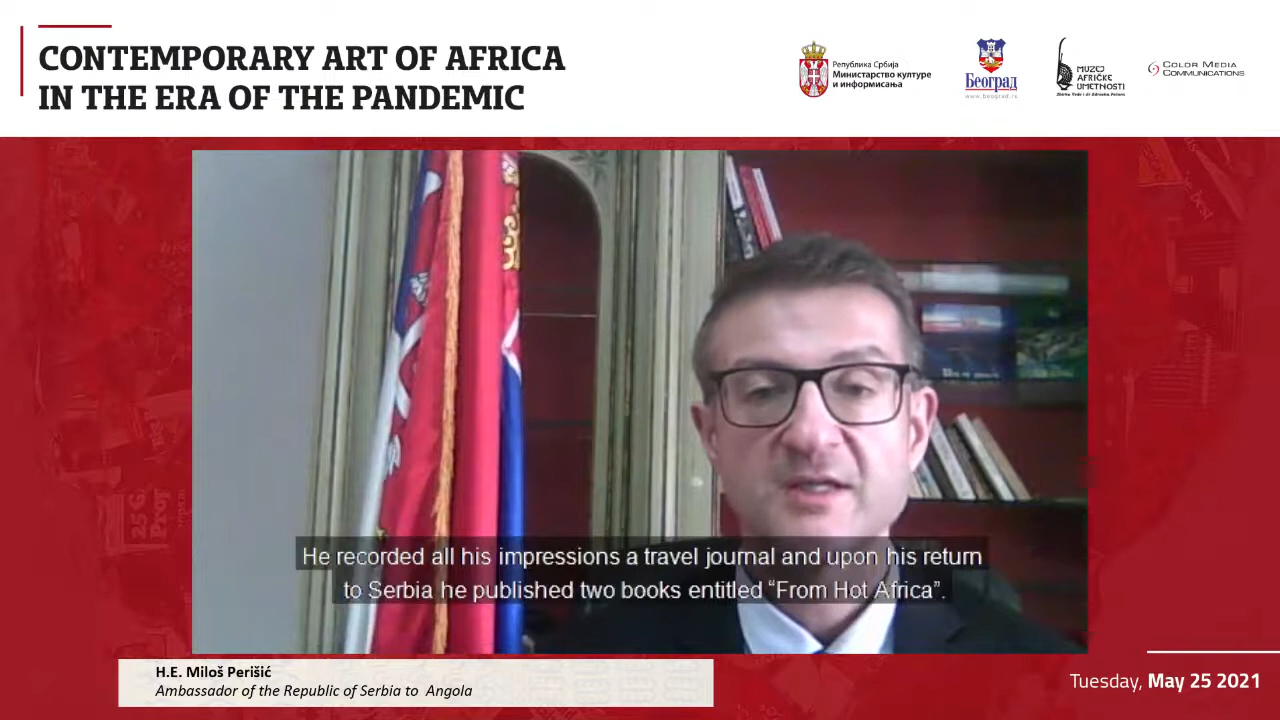 CONTEMPORARY ART OF AFRICA
IN THE ERA OF THE PANDEMIC
Република Србија
Министарство културе
и информисања
Београд
www.beograd.rs
MUZEJ
AFRIČKE
UMETNOSTI
COLOR MEDIA
COMMUNICATIONS
He recorded all his impressions a travel journal and upon his return
to Serbia he published two books entitled “From Hot Africa”.
H.E. Miloš Perišić
Ambassador of the Republic of Serbia to Angola
Tuesday, May 25 2021